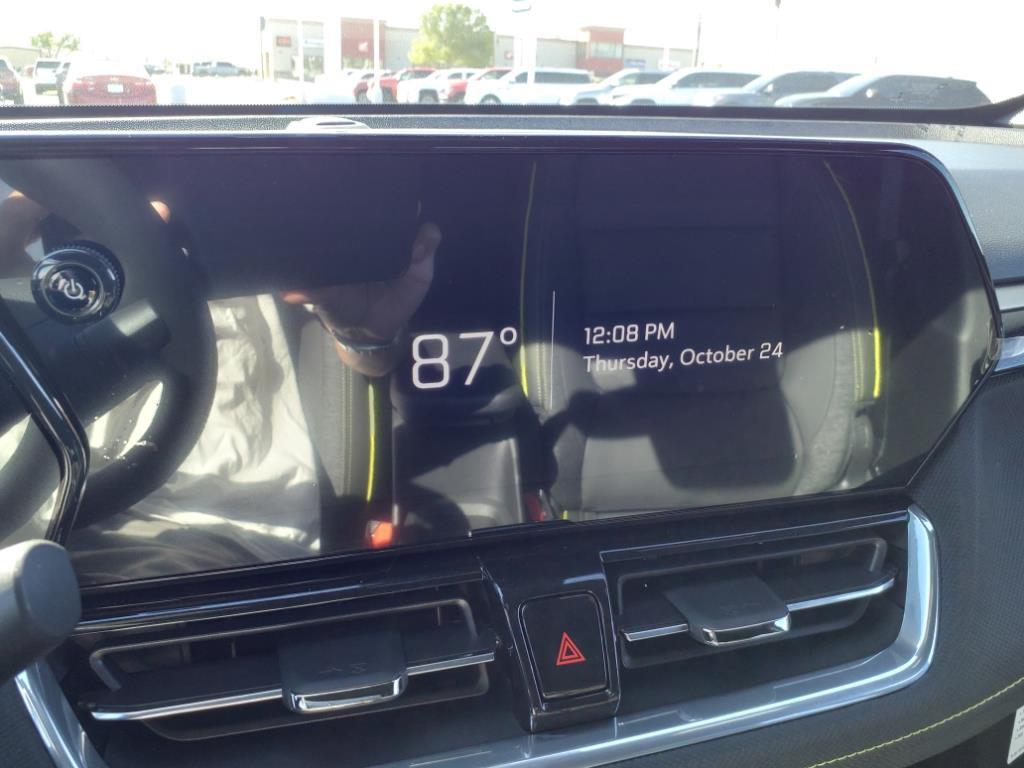 87°
12:08 PM
Thursday, October 24